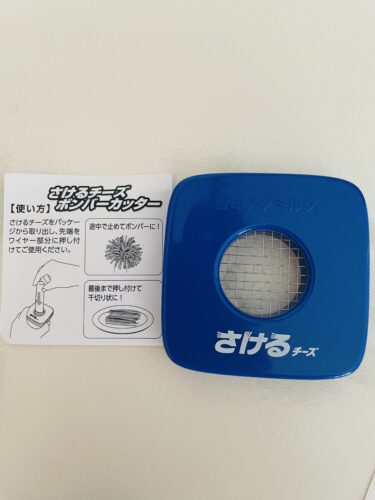 さけるチーズ
ボンバーカッター
【使い方】
さけるチーズをパッケー
ジから取り出し、先端を
ワイヤー部分に押し付
けてご使用ください。
途中で止めてボンバーに！
最後まで押し付けて
千切り状に！
雪印メグミルク
さけるチーズ